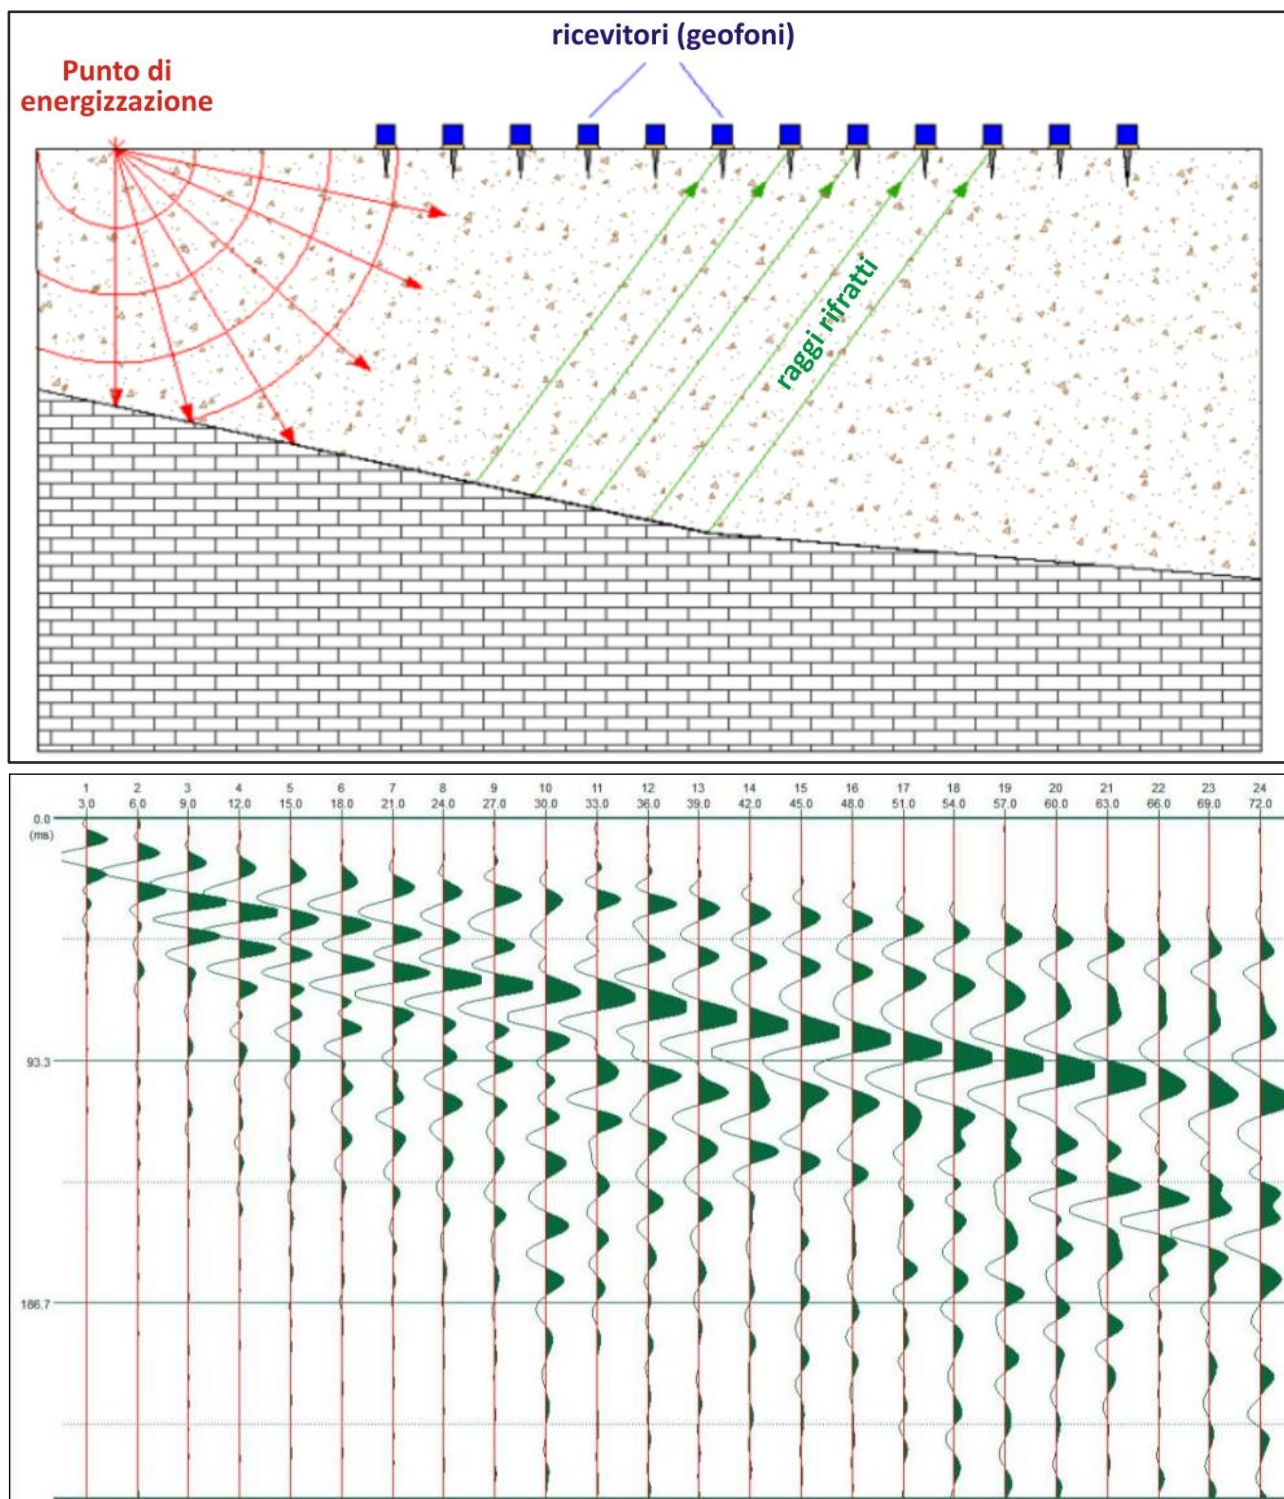 ricevitori (geofoni)
Punto di
energizzazione
raggi rifratti
1 2 3 4 5 6 7 8 9 10 11 12 13 14 15 16 17 18 19 20 21 22 23 24
3.0 6.0 9.0 12.0 15.0 18.0 21.0 24.0 27.0 30.0 33.0 36.0 39.0 42.0 45.0 48.0 51.0 54.0 57.0 60.0 63.0 66.0 69.0 72.0
0.0
(ms)
93.3
186.7